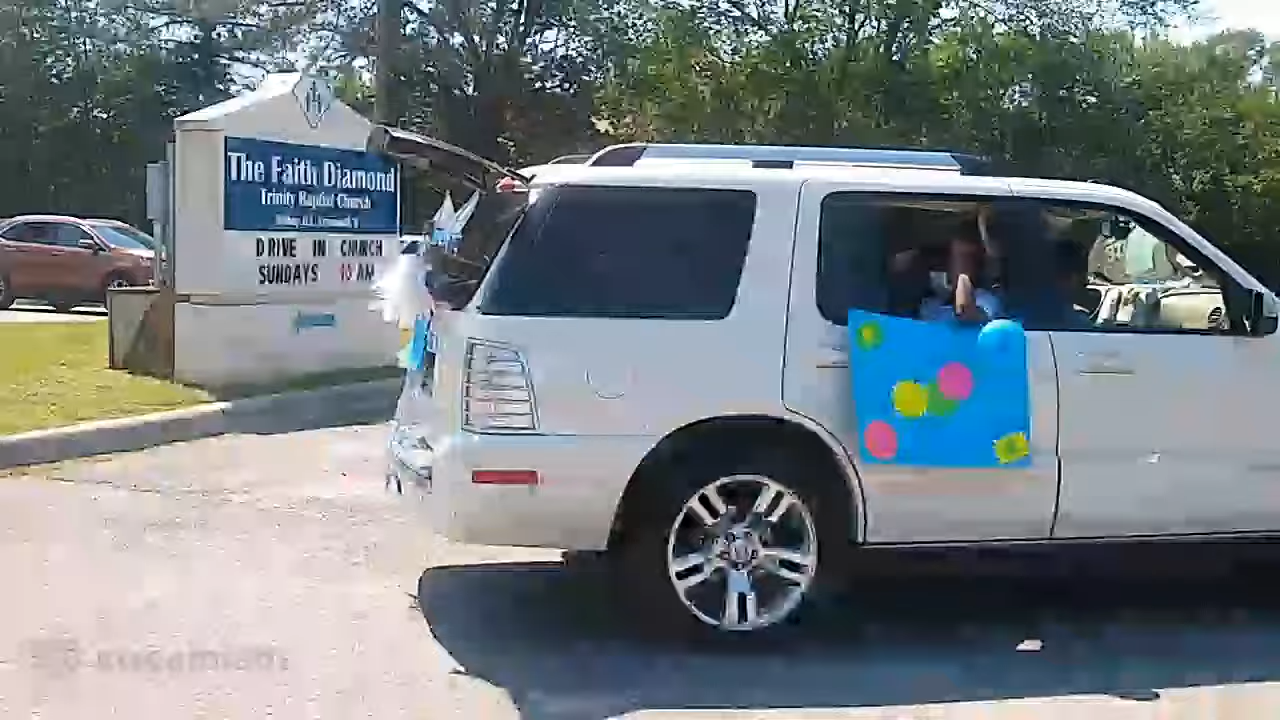 The Faith Diamond
Trinity Baptist Church
DRIVE IN CHURCH
SUNDAYS 10 AM